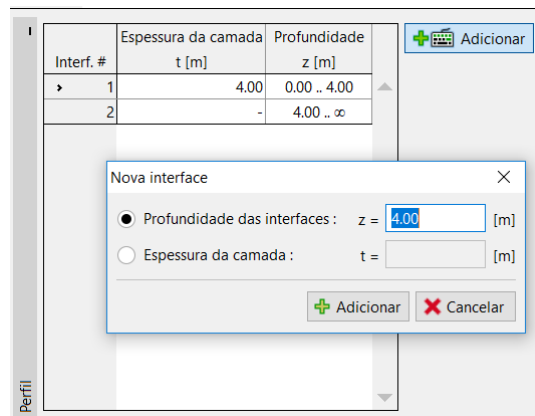 Espessura da camada Profundidade
Adicionar
Interf. # t [m] z [m]
› 1 4.00 0.00 .. 4.00
2 - 4.00 .. ∞
Nova interface
Profundidade das interfaces : z = 4.00 [m]
Espessura da camada : t = [m]
Adicionar Cancelar
Perfil